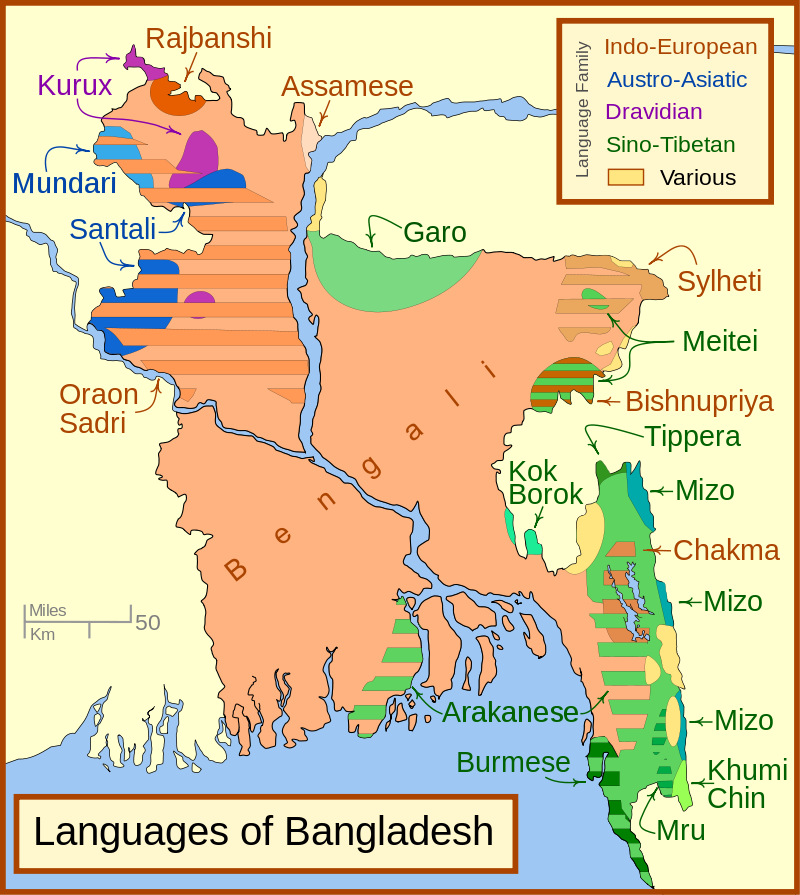 Rajbanshi
Kurux
Assamese
Language Family
Indo-European
Austro-Asiatic
Dravidian
Sino-Tibetan
Various
Mundari
Santali
Garo
Sylheti
Meitei
Oraon
Sadri
Bishnupriya
Tippera
Kok
Borok
Mizo
Bengali
Chakma
Mizo
Miles
Km
50
Arakanese
Mizo
Burmese
Khumi
Chin
Mru
Languages of Bangladesh